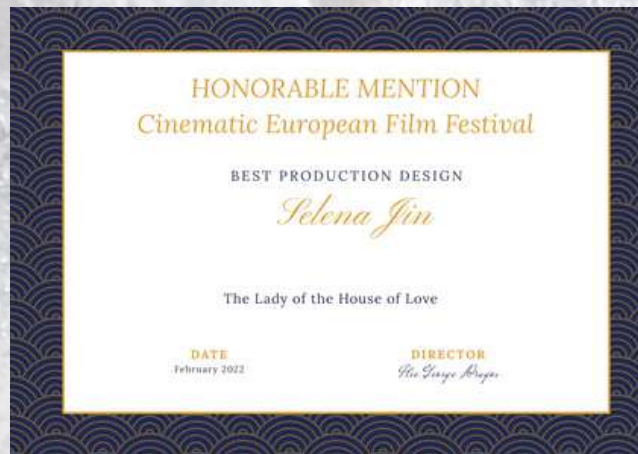 HONORABLE MENTION
Cinematic European Film Festival
BEST PRODUCTION DESIGN
Selena Jin
The Lady of the House of Love
DATE
DIRECTOR
February 2022